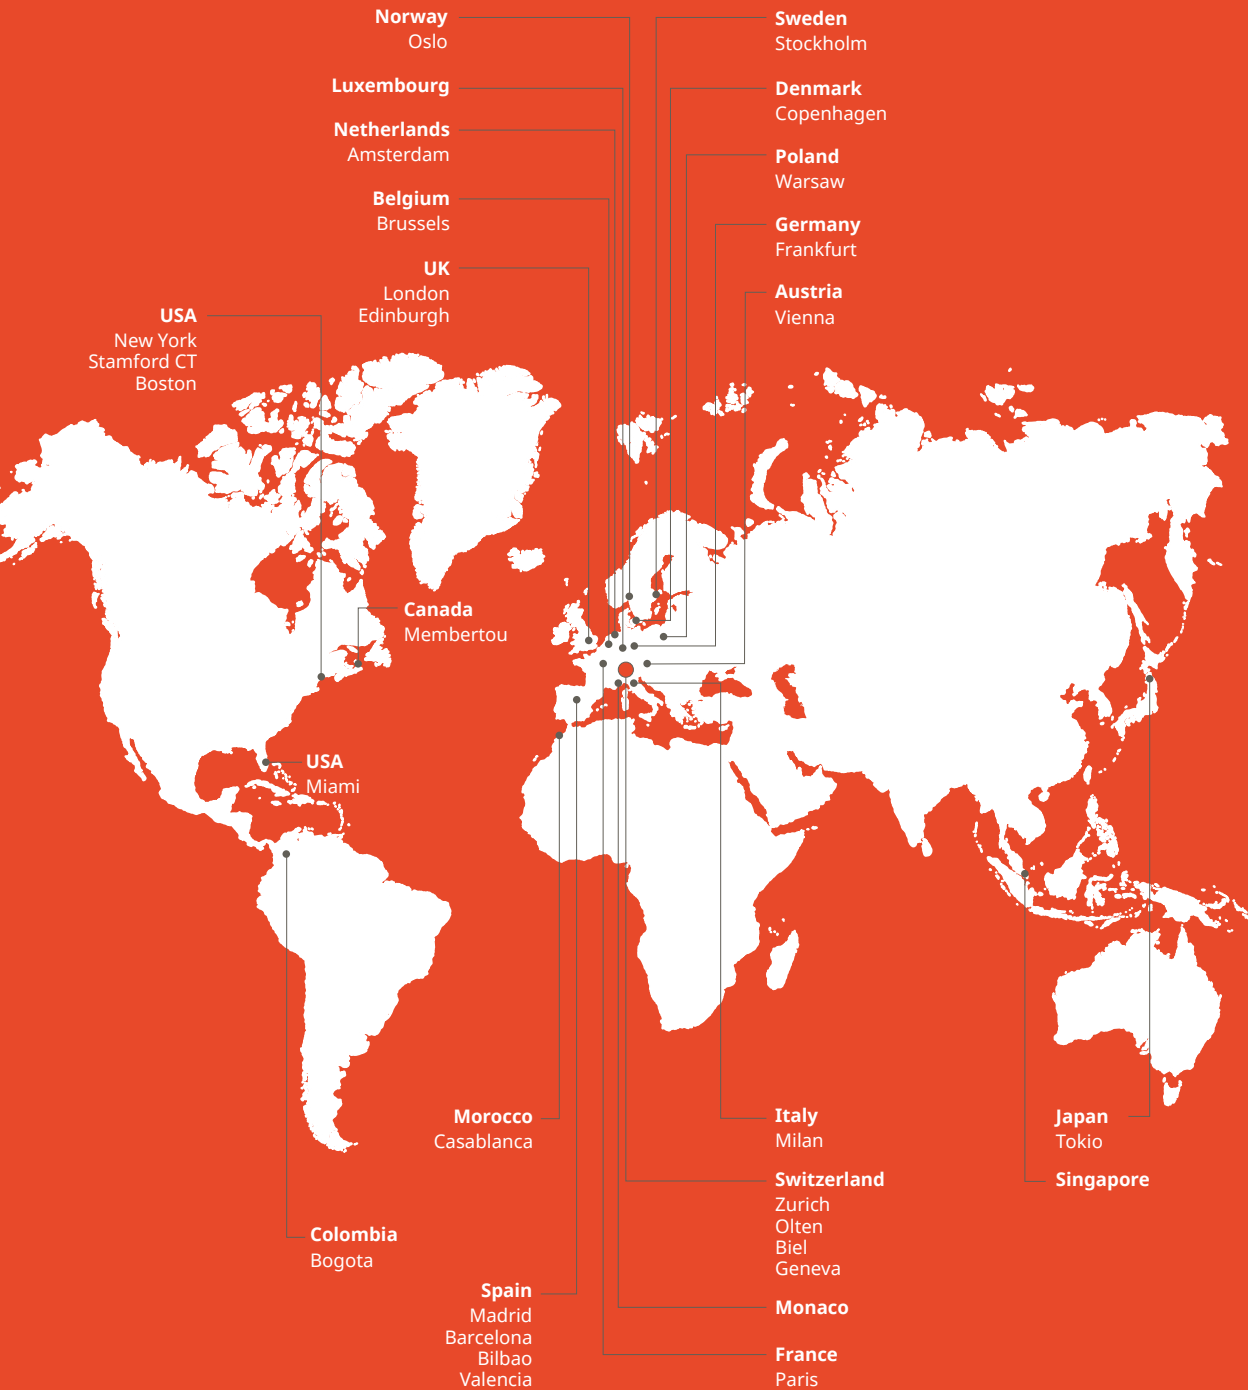 Norway
Oslo
Luxembourg
Netherlands
Amsterdam
Belgium
Brussels
UK
London
Edinburgh
USA
New York
Stamford CT
Boston
Sweden
Stockholm
Denmark
Copenhagen
Poland
Warsaw
Germany
Frankfurt
Austria
Vienna
Canada
Membertou
USA
Miami
Morocco
Casablanca
Colombia
Bogota
Spain
Madrid
Barcelona
Bilbao
Valencia
Italy
Milan
Switzerland
Zurich
Olten
Biel
Geneva
Monaco
France
Paris
Japan
Tokio
Singapore